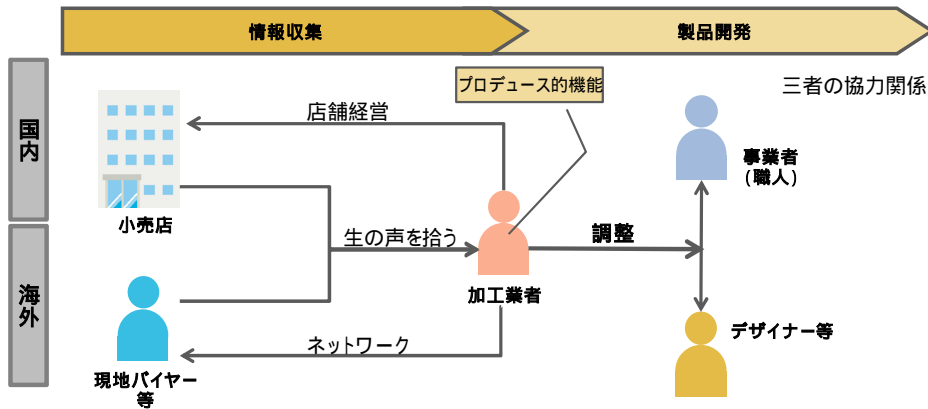 情報収集
製品開発
プロデュース的機能
三者の協力関係
国内
店舗経営
事業者
(職人)
小売店
生の声を拾う
調整
加工業者
海外
ネットワーク
デザイナー等
現地バイヤー
等